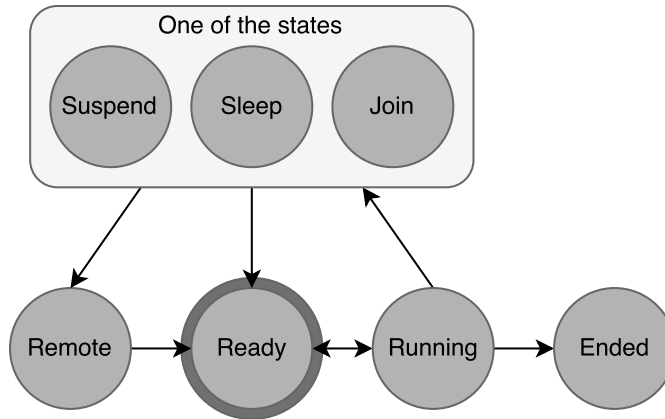 One of the states
Suspend
Sleep
Join
Remote
Ready
Running
Ended